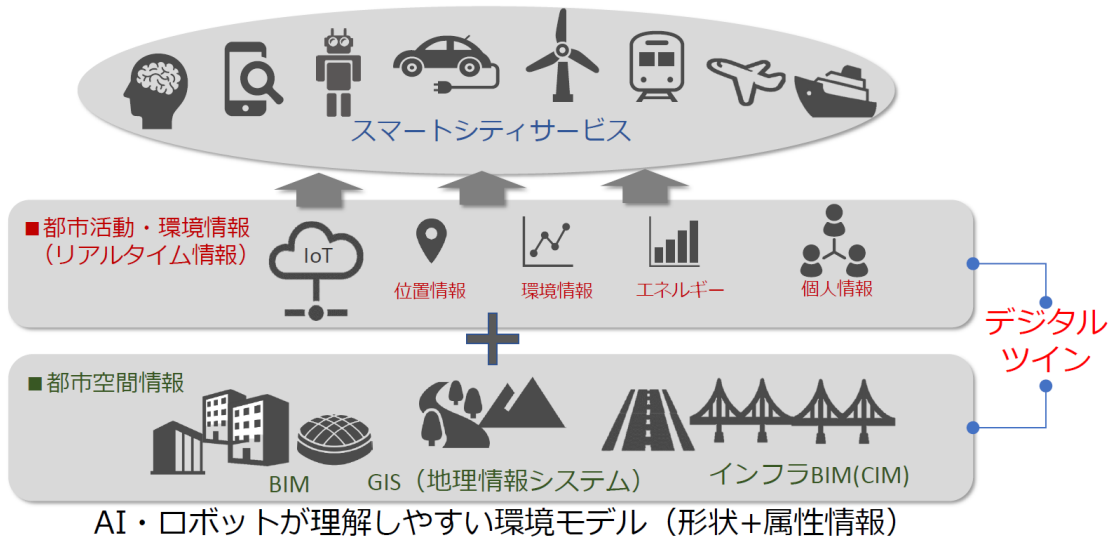 スマートシティサービス
■都市活動・環境情報
（リアルタイム情報）
IoT
位置情報
環境情報
エネルギー
個人情報
デジタル
ツイン
■都市空間情報
BIM
GIS（地理情報システム）
インフラBIM(CIM)
AI・ロボットが理解しやすい環境モデル（形状+属性情報）